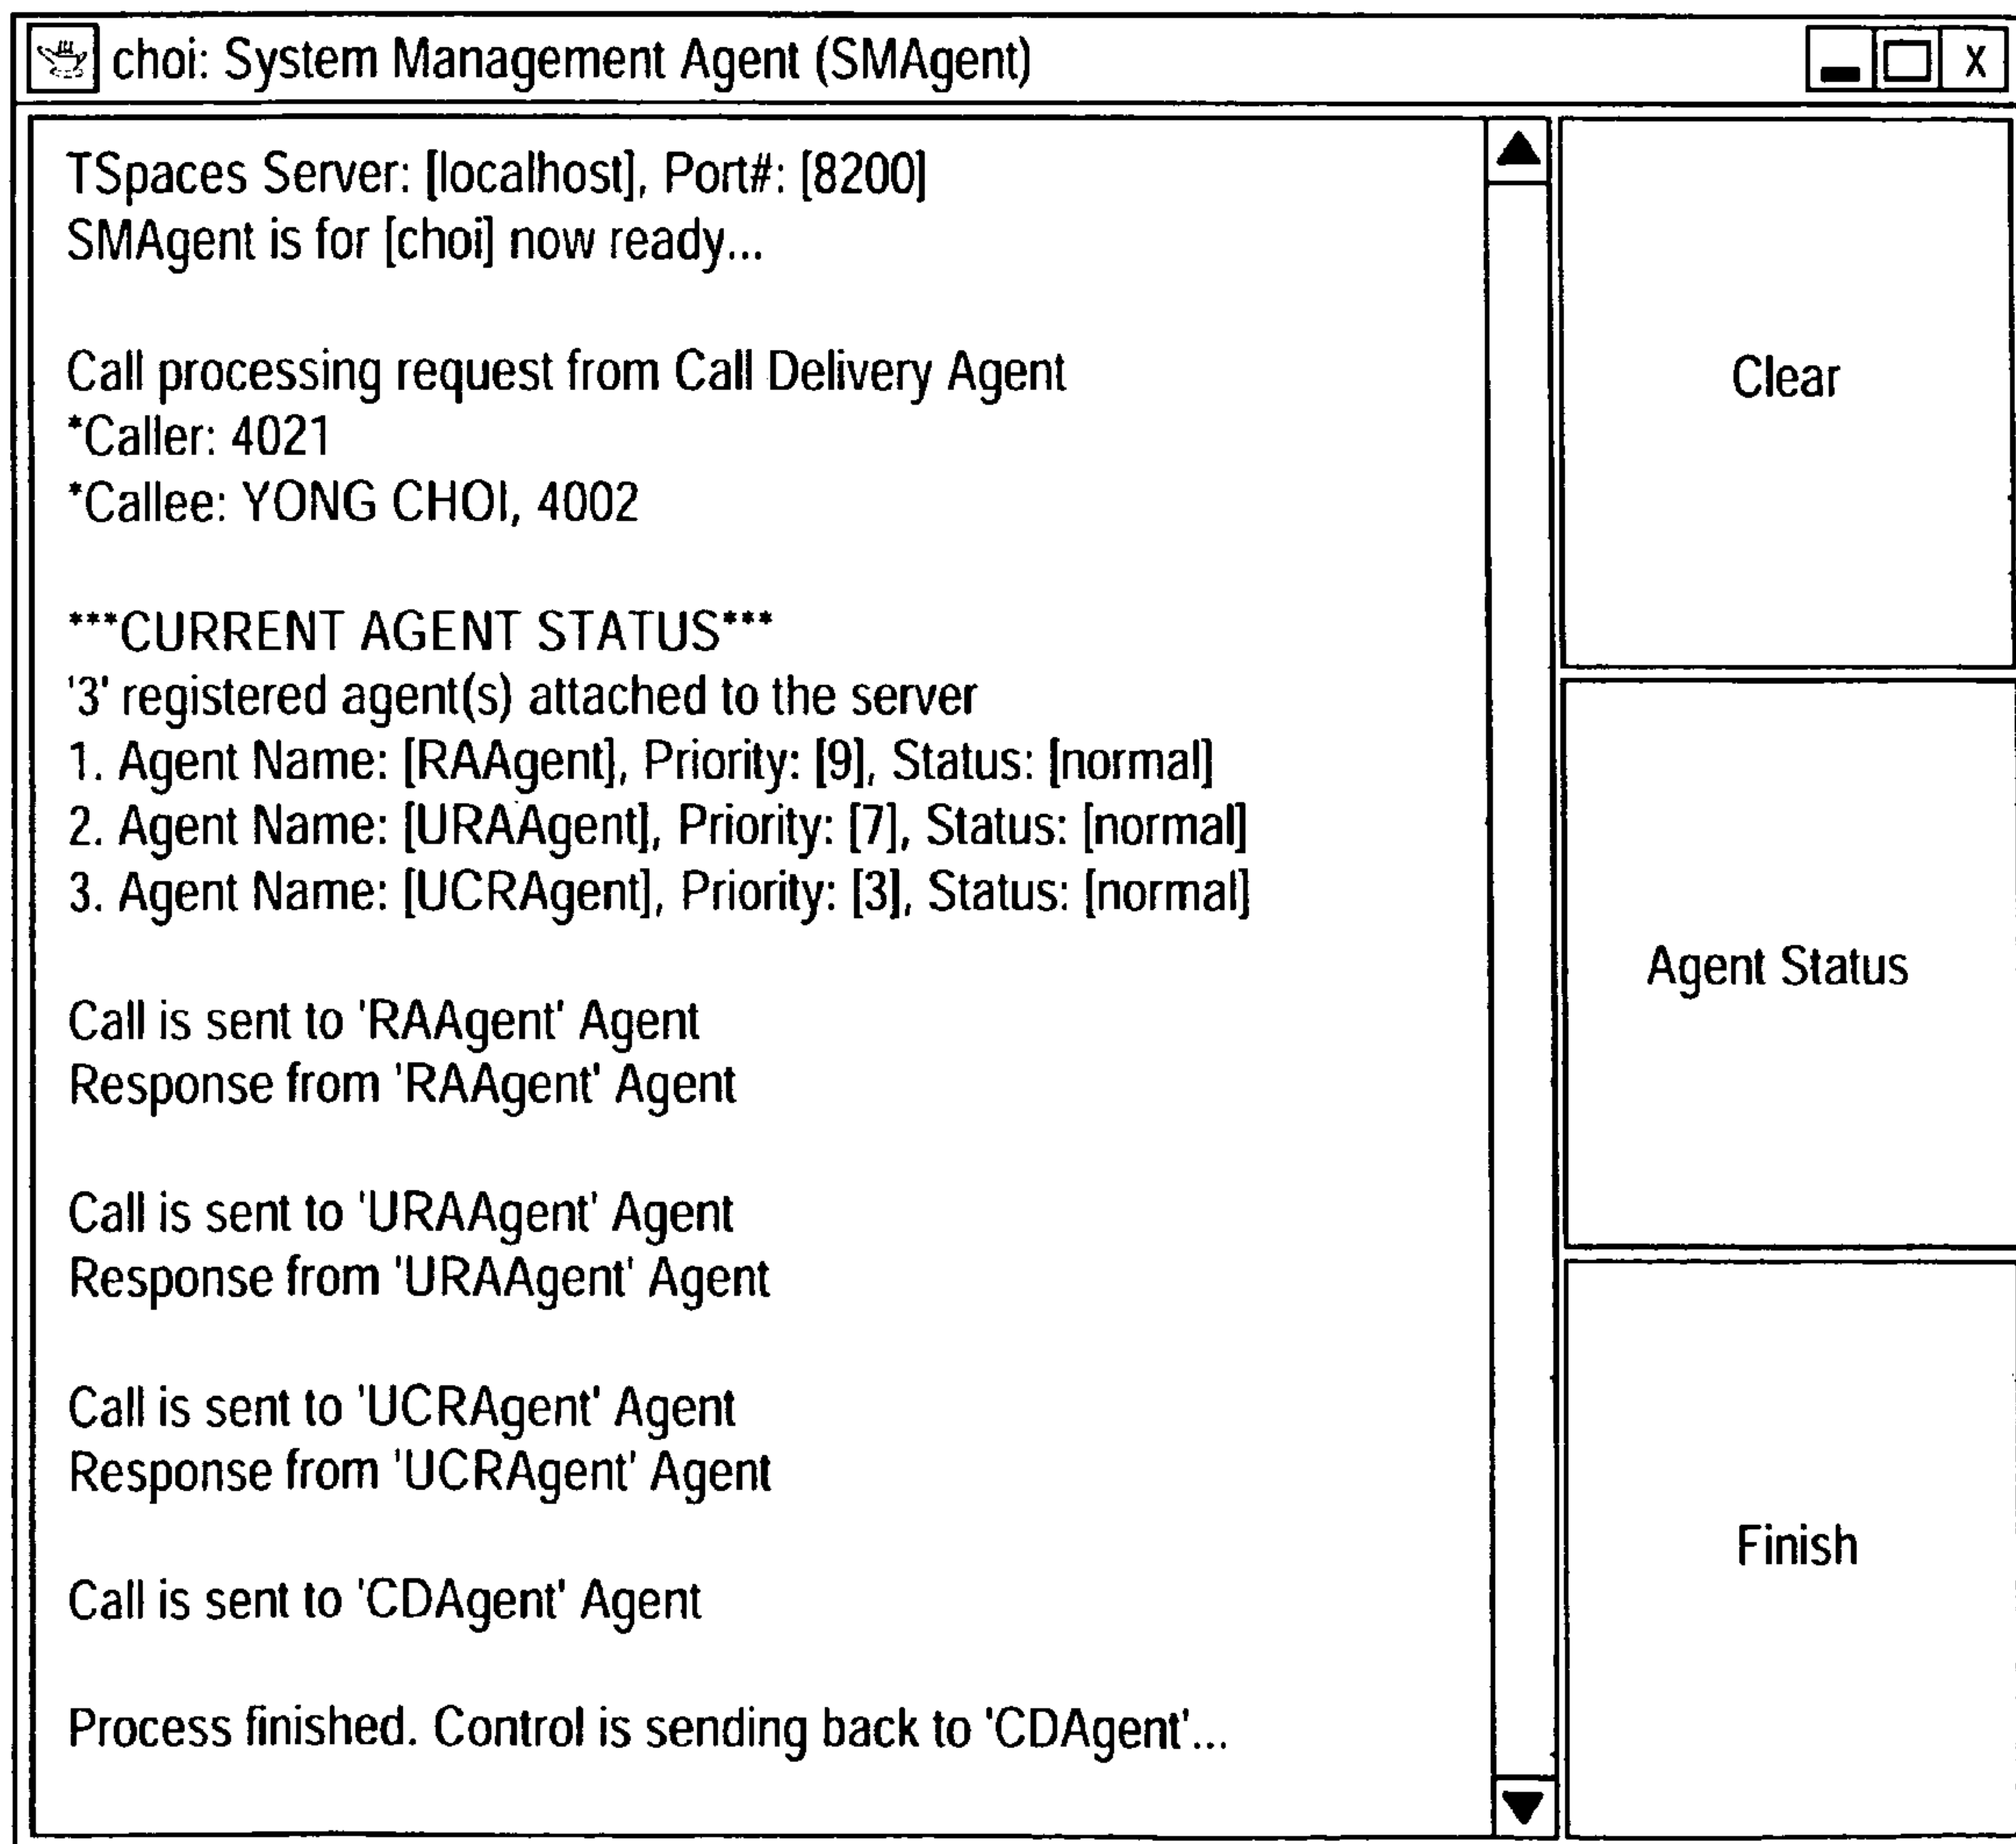 choi: System Management Agent (SMAgent)
X
TSpaces Server: [localhost], Port#: [8200]
SMAgent is for [choi] now ready...
Call processing request from Call Delivery Agent
*Caller: 4021
*Callee: YONG CHOI, 4002
***CURRENT AGENT STATUS***
'3' registered agent(s) attached to the server
1. Agent Name: [RAAgent], Priority: [9], Status: [normal]
2. Agent Name: [URAAgent], Priority: [7], Status: [normal]
3. Agent Name: [UCRAgent], Priority: [3], Status: [normal]
Call is sent to 'RAAgent' Agent
Response from 'RAAgent' Agent
Call is sent to 'URAAgent' Agent
Response from 'URAAgent' Agent
Call is sent to 'UCRAgent' Agent
Response from 'UCRAgent' Agent
Call is sent to 'CDAgent' Agent
Process finished. Control is sending back to 'CDAgent'...
Clear
Agent Status
Finish